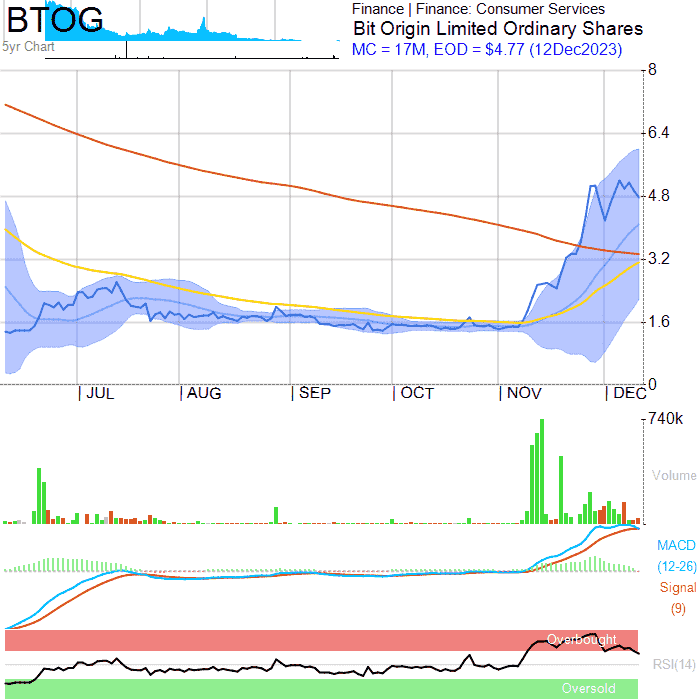 BTOG
5yr Chart
Finance | Finance: Consumer Services
Bit Origin Limited Ordinary Shares
MC = 17M, EOD = $4.77 (12Dec2023)
8
6.4
4.8
3.2
1.6
0
JUL AUG SEP OCT NOV DEC
740k
Volume
MACD
(12-26)
Signal
(9)
Overbought
RSI(14)
Oversold